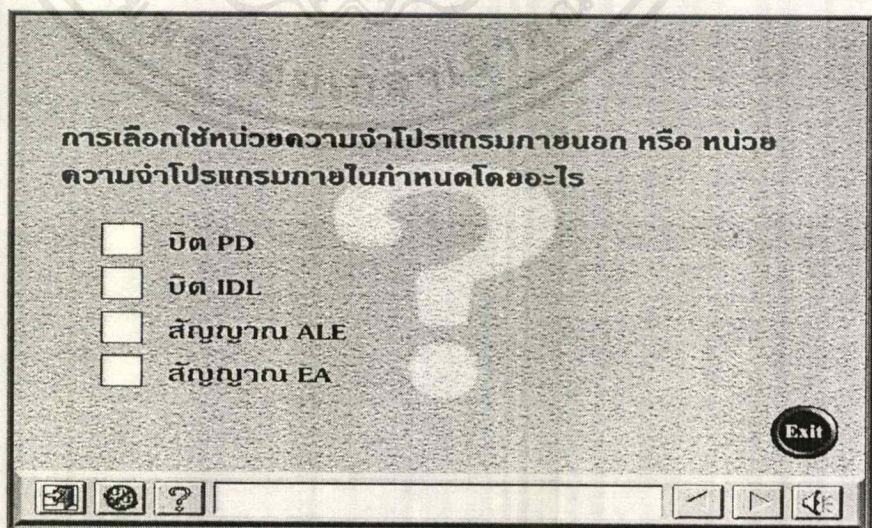 การเลือกใช้หน่วยความจำโปรแกรมภายนอก หรือ หน่วย
ความจำโปรแกรมภายในกำหนดโดยอะไร
บิต PD
บิต IDL
สัญญาณ ALE
สัญญาณ EA
Exit
?